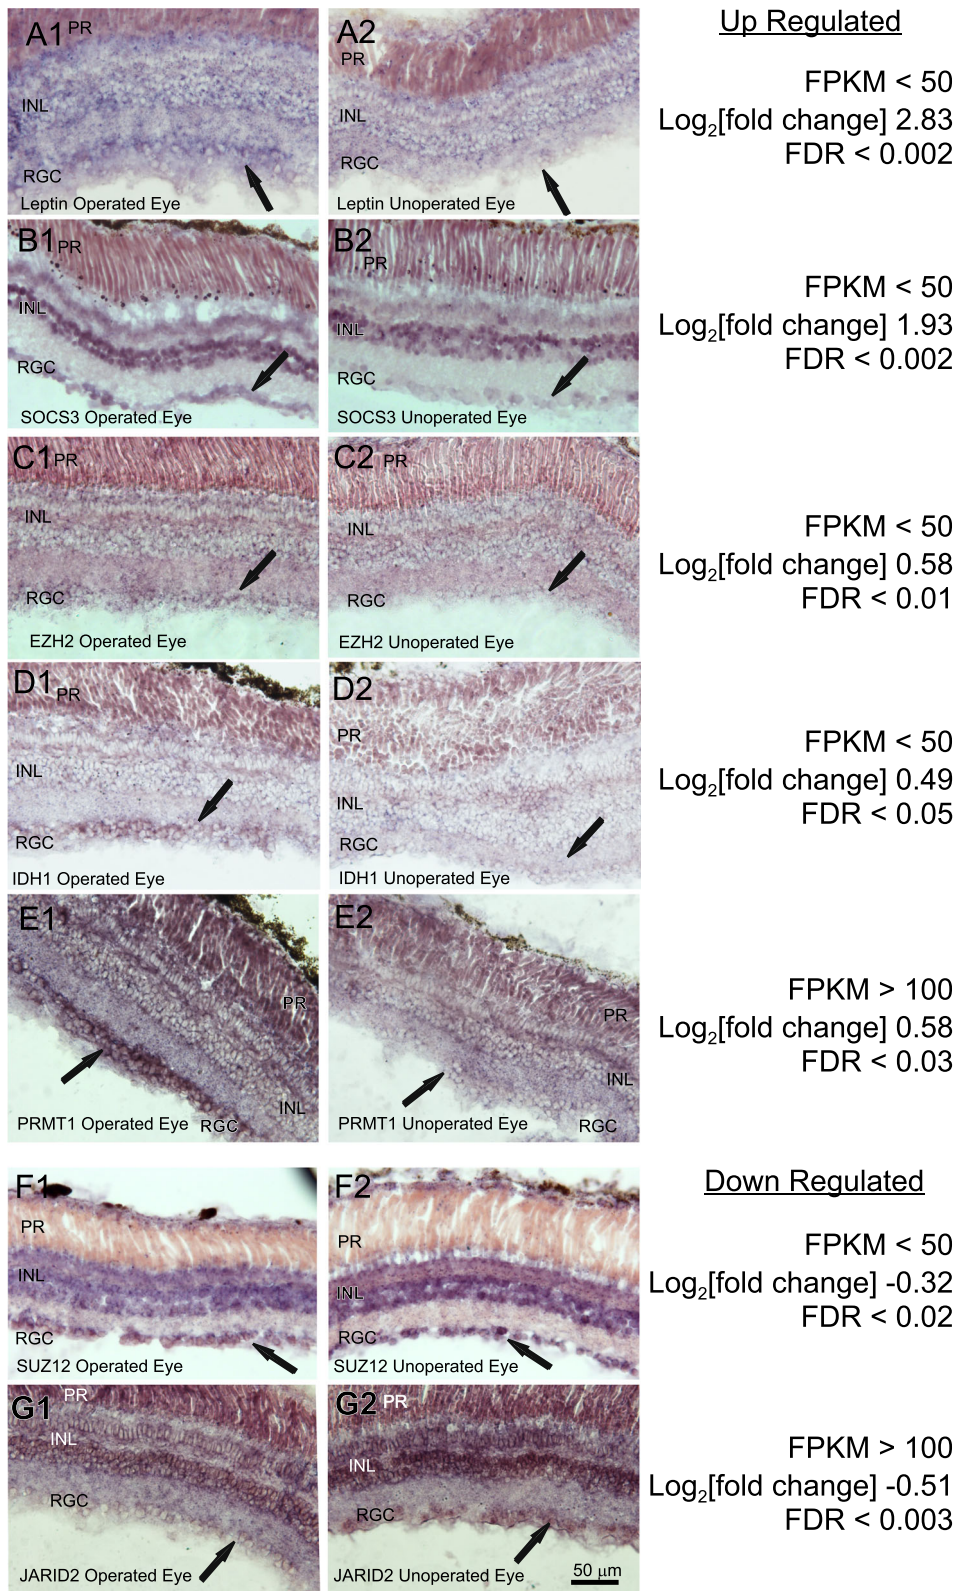 A1 PR
INL
RGC
Leptin Operated Eye
A2
PR
INL
RGC
Leptin Unoperated Eye
Up Regulated
FPKM < 50
Log2[fold change] 2.83
FDR < 0.002
B1 PR
INL
RGC
SOCS3 Operated Eye
B2
PR
INL
RGC
SOCS3 Unoperated Eye
FPKM < 50
Log2[fold change] 1.93
FDR < 0.002
C1 PR
INL
RGC
EZH2 Operated Eye
C2 PR
INL
RGC
EZH2 Unoperated Eye
FPKM < 50
Log2[fold change] 0.58
FDR < 0.01
D1 PR
INL
RGC
IDH1 Operated Eye
D2
PR
INL
RGC
IDH1 Unoperated Eye
FPKM < 50
Log2[fold change] 0.49
FDR < 0.05
E1
PR
INL
PRMT1 Operated Eye
RGC
E2
PR
INL
PRMT1 Unoperated Eye
RGC
FPKM > 100
Log2[fold change] 0.58
FDR < 0.03
F1
PR
INL
RGC
SUZ12 Operated Eye
F2
PR
INL
RGC
SUZ12 Unoperated Eye
Down Regulated
FPKM < 50
Log2[fold change] -0.32
FDR < 0.02
G1 PR
INL
RGC
JARID2 Operated Eye
G2 PR
INL
RGC
JARID2 Unoperated Eye
50 μm
FPKM > 100
Log2[fold change] -0.51
FDR < 0.003